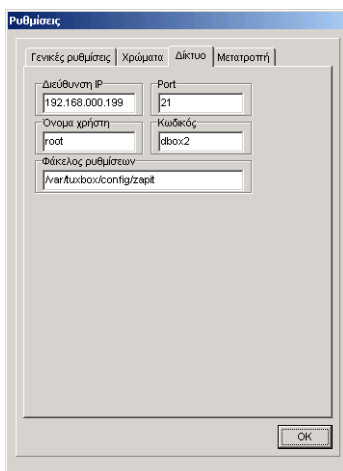 Ρυθμίσεις
Γενικές ρυθμίσεις Χρώματα Δίκτυο Μετατροπή
Διεύθυνση IP Port
192.168.000.199 21
Όνομα χρήστη Κωδικός
root dbox2
Φάκελος ρυθμίσεων
/var/tuxbox/config/zapit
OK